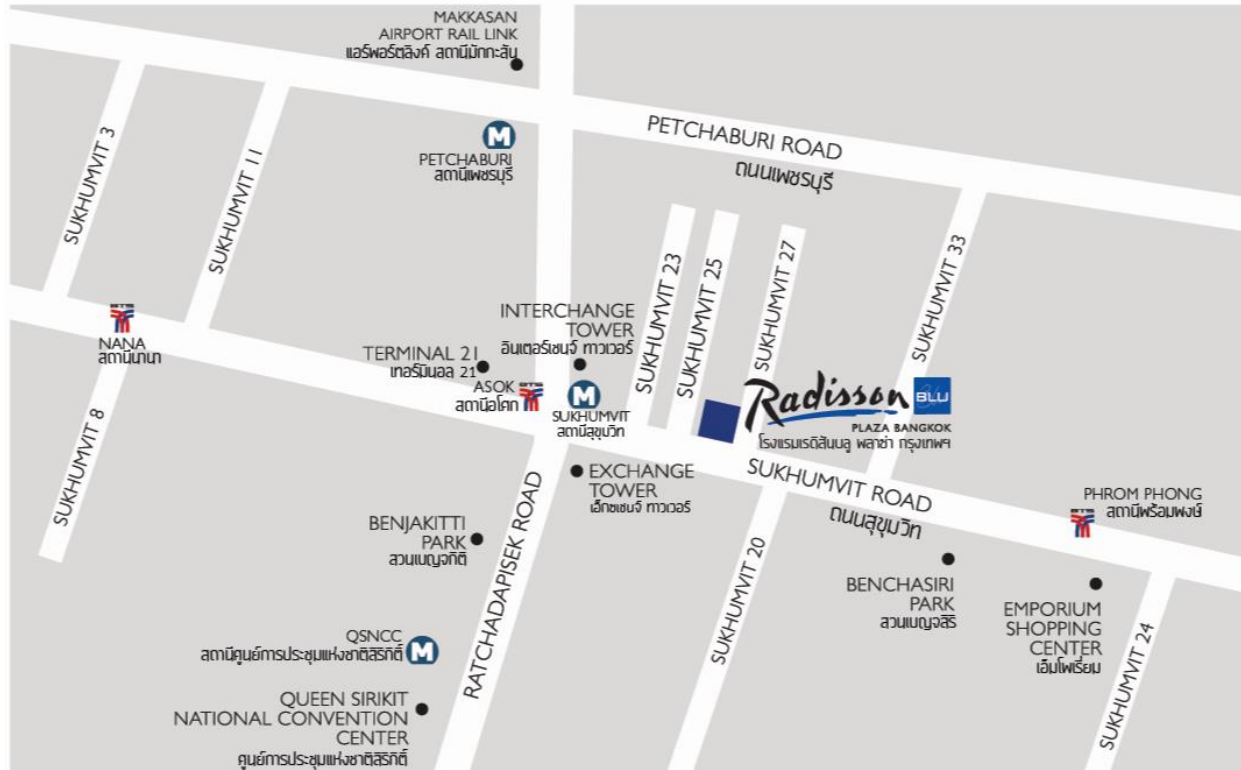 MAKKASAN
AIRPORT RAIL LINK
แอร์พอร์ตลิงค์ สถานีมักกะสัน
PETCHABURI ROAD
ถนนเพชรบุรี
PETCHABURI
สถานีเพชรบุรี
SUKHUMVIT 3
SUKHUMVIT 11
SUKHUMVIT 23
SUKHUMVIT 25
SUKHUMVIT 27
SUKHUMVIT 33
BTS
NANA
สถานีนานา
INTERCHANGE
TOWER
อินเตอร์เชนจ์ ทาวเวอร์
TERMINAL 21
เทอร์มินอล 21
ASOK
สถานีอโศก
BTS
M
SUKHUMVIT
สถานีสุขุมวิท
Radisson BLU
PLAZA BANGKOK
โรงแรมเรดิสันบลู พลาซ่า กรุงเทพฯ
SUKHUMVIT 8
EXCHANGE
TOWER
เอ็กซเชนจ์ ทาวเวอร์
SUKHUMVIT ROAD
ถนนสุขุมวิท
PHROM PHONG
สถานีพร้อมพงษ์
BTS
BENJAKITTI
PARK
สวนเบญจกิติ
RATCHADAPISEK ROAD
SUKHUMVIT 20
BENCHASIRI
PARK
สวนเบญจสิริ
EMPORIUM
SHOPPING
CENTER
เอ็มโพเรี่ยม
SUKHUMVIT 24
QSNCC
สถานีศูนย์การประชุมแห่งชาติสิริกิติ์
M
QUEEN SIRIKIT
NATIONAL CONVENTION
CENTER
ศูนย์การประชุมแห่งชาติสิริกิติ์
M